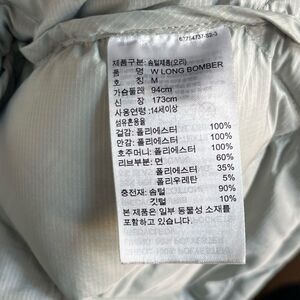 제품구분: 솜털제품(오리)
품 명 W LONG BOMBER
호 칭 M
가슴둘레 94cm
신 장 173cm
사용연령 :14세이상
섬유혼용율
겉감: 폴리에스터 100%
안감: 폴리에스터 100%
호주머니: 폴리에스터 100%
리브부분: 면 60%
폴리에스터 35%
폴리우레탄 5%
충전재: 솜털 90%
깃털 10%
본 제품은 일부 동물성 소재를
포함하고 있습니다.